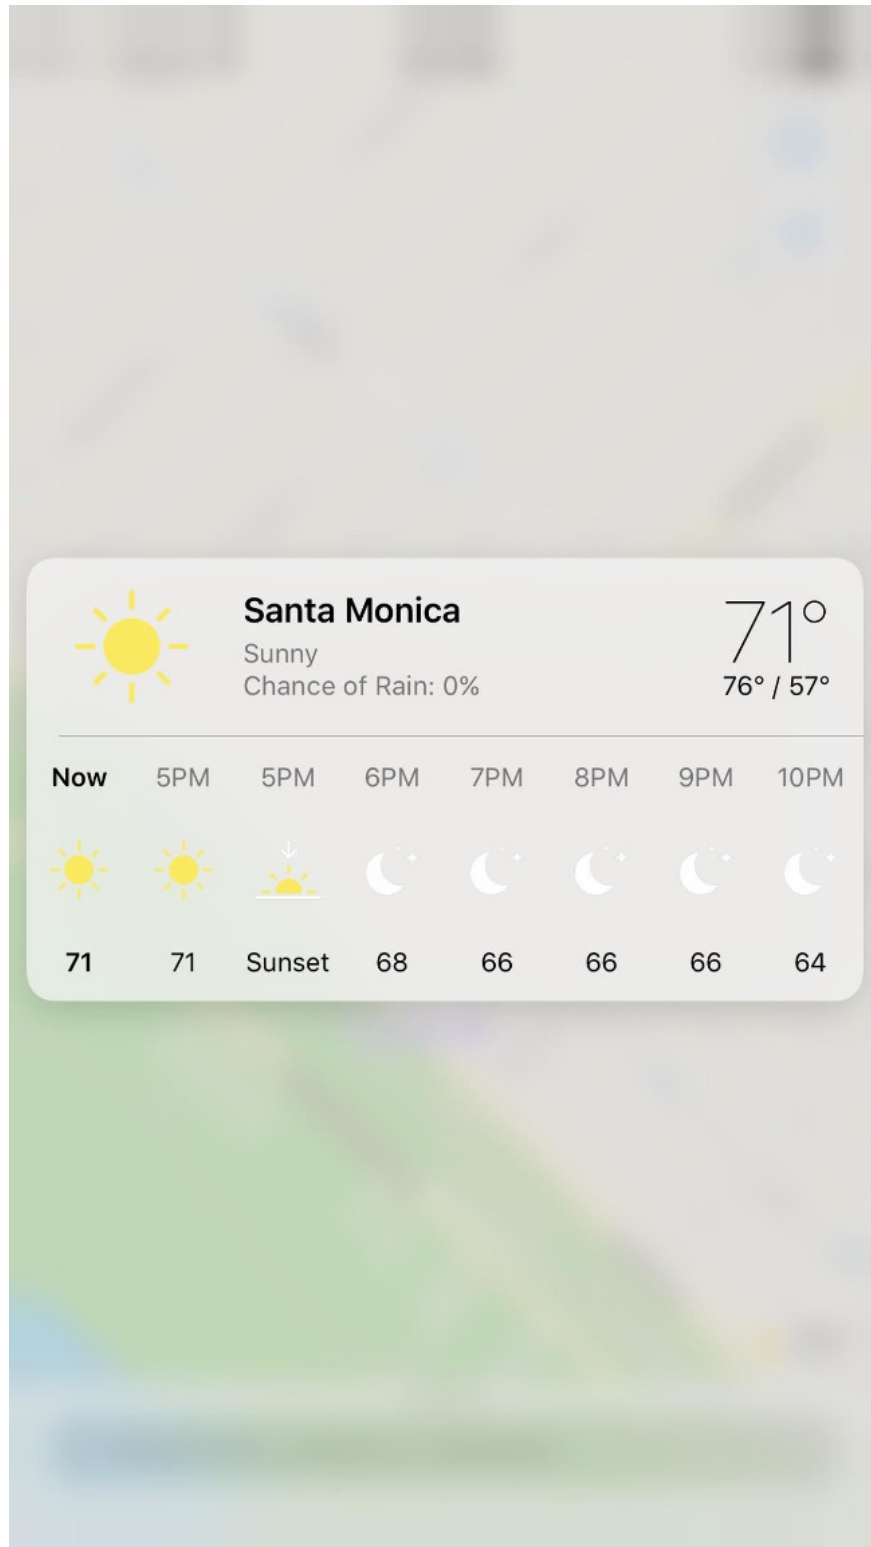 Santa Monica
Sunny
Chance of Rain: 0%
71°
76° / 57°
Now 5PM 5PM 6PM 7PM 8PM 9PM 10PM
71 71 Sunset 68 66 66 66 64